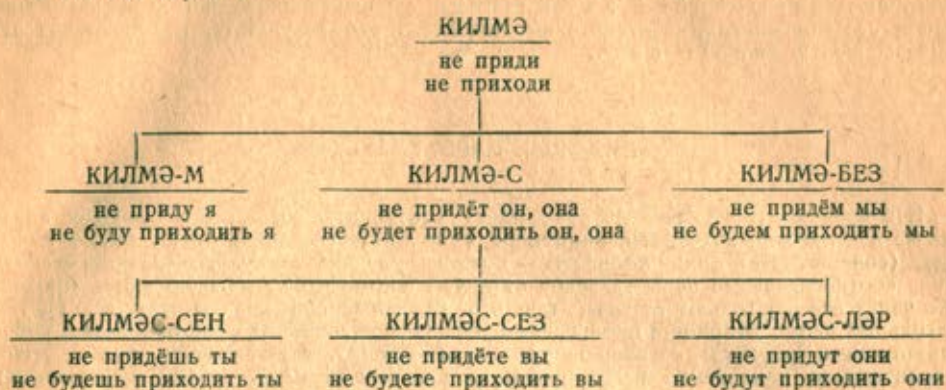 КИЛМӘ
не приди
не приходи
КИЛМӘ-М КИЛМӘ-С КИЛМӘ-БЕЗ
не приду я не придёт он, она не придём мы
не буду приходить я не будет приходить он, она не будем приходить мы
КИЛМӘС-СЕҢ КИЛМӘС-СЕЗ КИЛМӘС-ЛӘР
не придёшь ты не придёте вы не придут они
не будешь приходить ты не будете приходить вы не будут приходить они